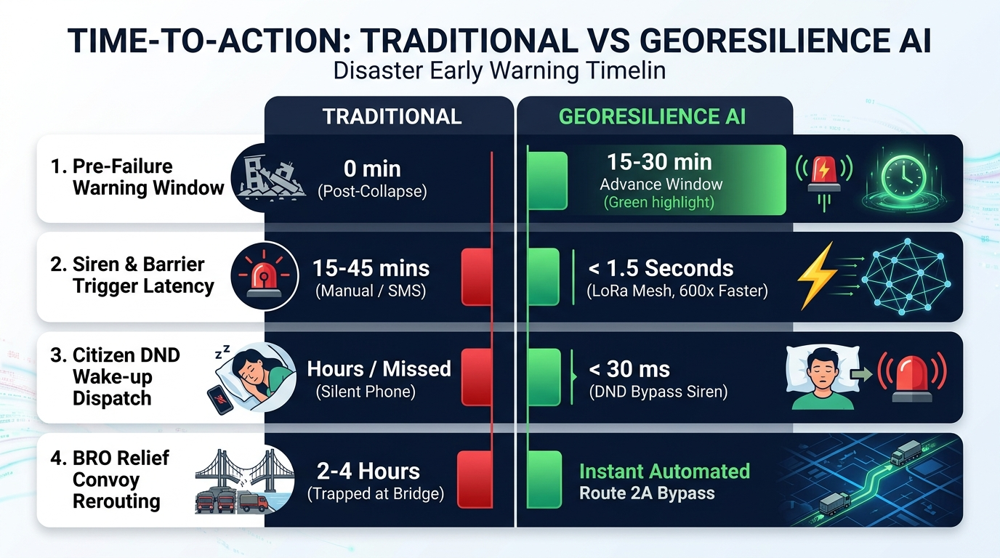 TIME-TO-ACTION: TRADITIONAL VS GEORESILIENCE AI
Disaster Early Warning Timelin
TRADITIONAL
GEORESILIENCE AI
1. Pre-Failure
Warning Window
0 min
(Post-Collapse)
15-30 min
Advance Window
(Green highlight)
2. Siren & Barrier
Trigger Latency
15-45 mins
(Manual / SMS)
< 1.5 Seconds
(LoRa Mesh, 600x Faster)
3. Citizen DND
Wake-up
Dispatch
z z
Hours / Missed
(Silent Phone)
< 30 ms
(DND Bypass Siren)
4. BRO Relief
Convoy
Rerouting
2-4 Hours
(Trapped at Bridge)
Instant Automated
Route 2A Bypass